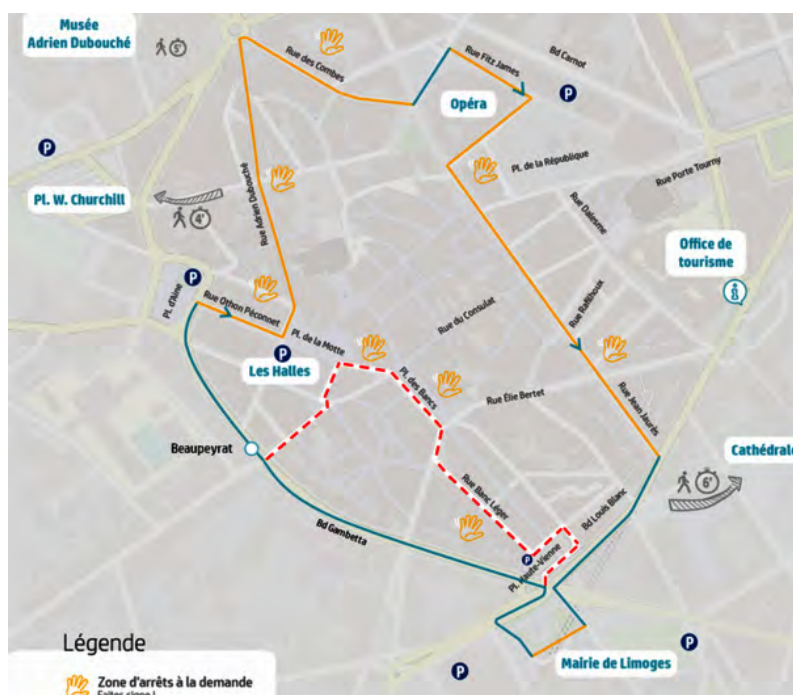 Musée
Adrien Dubouché
5'
Rue des Combes
Rue Fitz James
Bd Carnot
P
Opéra
P
Pl. de la République
Rue Porte Tourny
Pl. W. Churchill
4'
Rue Adrien Dubouché
Rue Dalesme
Office de
tourisme
P
Pl. d'Aine
Rue Othon Péconnet
Rue du Consulat
Rue Rafilhoux
P
Pl. de la Motte
Les Halles
Pl. des Bancs
Rue Élie Bertet
Rue Jean Jaurès
Beaupeyrat
Cathédrale
6'
Rue Banc Léger
Bd Louis Blanc
Bd Gambetta
P
Pl. Haute-Vienne
Légende
P
Mairie de Limoges
P
Zone d'arrêts à la demande
Faites signe !